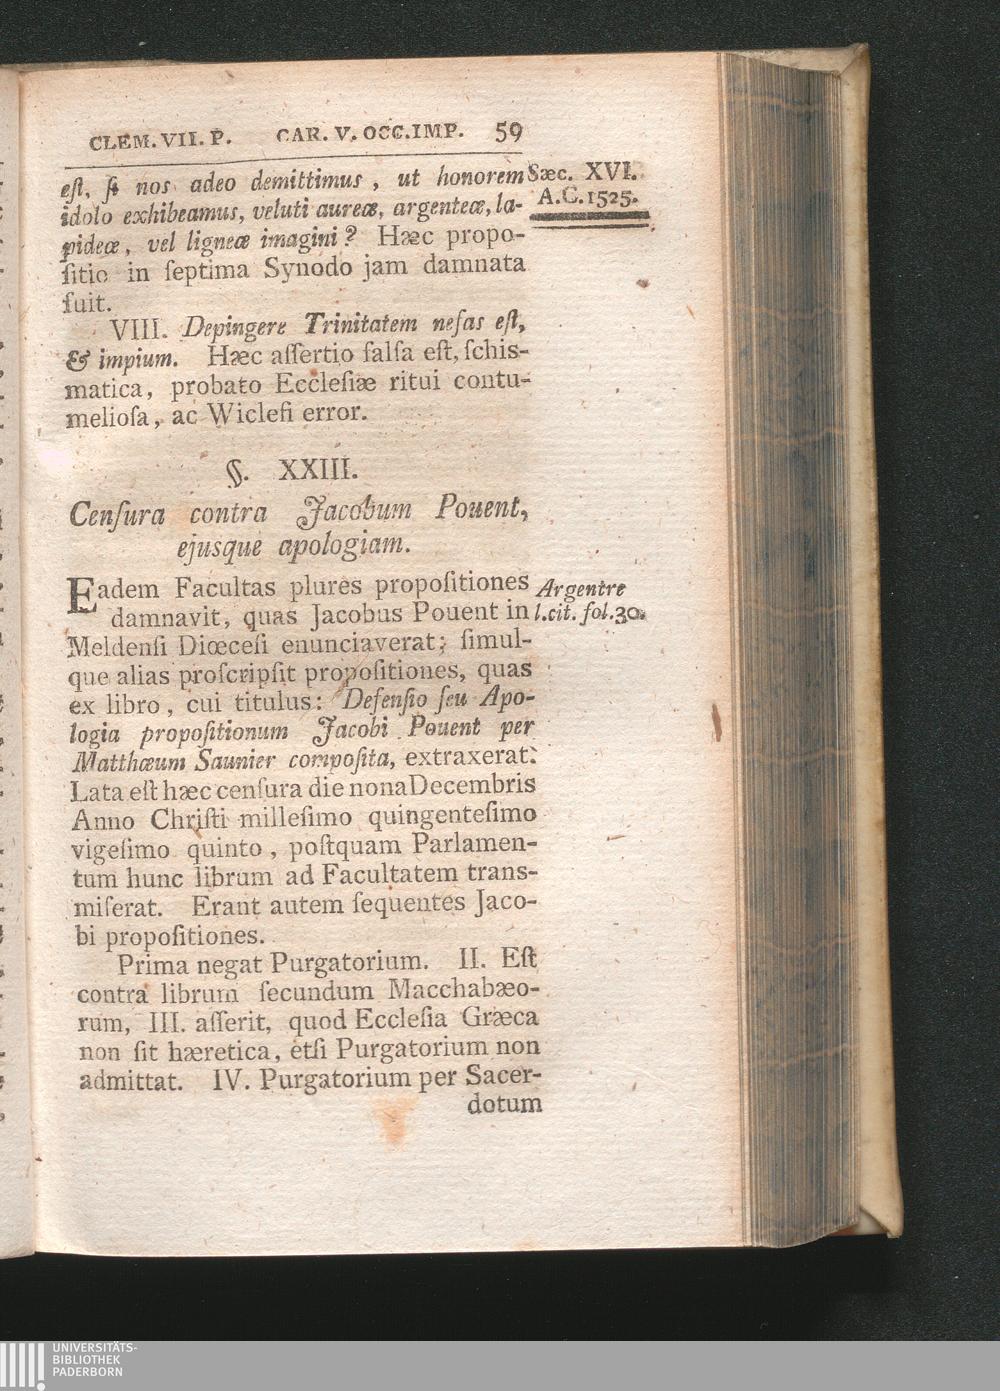 CLEM. VII. P. CAR. V. OCC. IMP. 59
Sæc. XVI.
A.C. 1525.
eſt, ſi nos adeo demittimus, ut honorem
idolo exhibeamus, veluti aureæ, argenteæ, la-
pideæ, vel ligneæ imagini? Hæc propo-
ſitio in ſeptima Synodo jam damnata
fuit.
VIII. Depingere Trinitatem nefas eſt,
& impium. Hæc aſſertio falſa eſt, ſchis-
matica, probato Eccleſiæ ritui contu-
melioſa, ac Wiclefi error.
§. XXIII.
Cenſura contra Jacobum Pouent,
ejusque apologiam.
Argentre
l.cit. fol.30.
Eadem Facultas plures propoſitiones
damnavit, quas Jacobus Pouent in
Meldenſi Diœceſi enunciaverat; ſimul-
que alias proſcripſit propoſitiones, quas
ex libro, cui titulus: Defenſio ſeu Apo-
logia propoſitionum Jacobi Pouent per
Matthæum Saunier compoſita, extraxerat.
Lata eſt hæc cenſura die nona Decembris
Anno Chriſti milleſimo quingenteſimo
vigeſimo quinto, poſtquam Parlamen-
tum hunc librum ad Facultatem trans-
miſerat. Erant autem ſequentes Jaco-
bi propoſitiones.
Prima negat Purgatorium. II. Eſt
contra librum ſecundum Macchabæo-
rum, III. aſſerit, quod Eccleſia Græca
non ſit hæretica, etſi Purgatorium non
admittat. IV. Purgatorium per Sacer-
dotum
UNIVERSITÄTS-
BIBLIOTHEK
PADERBORN